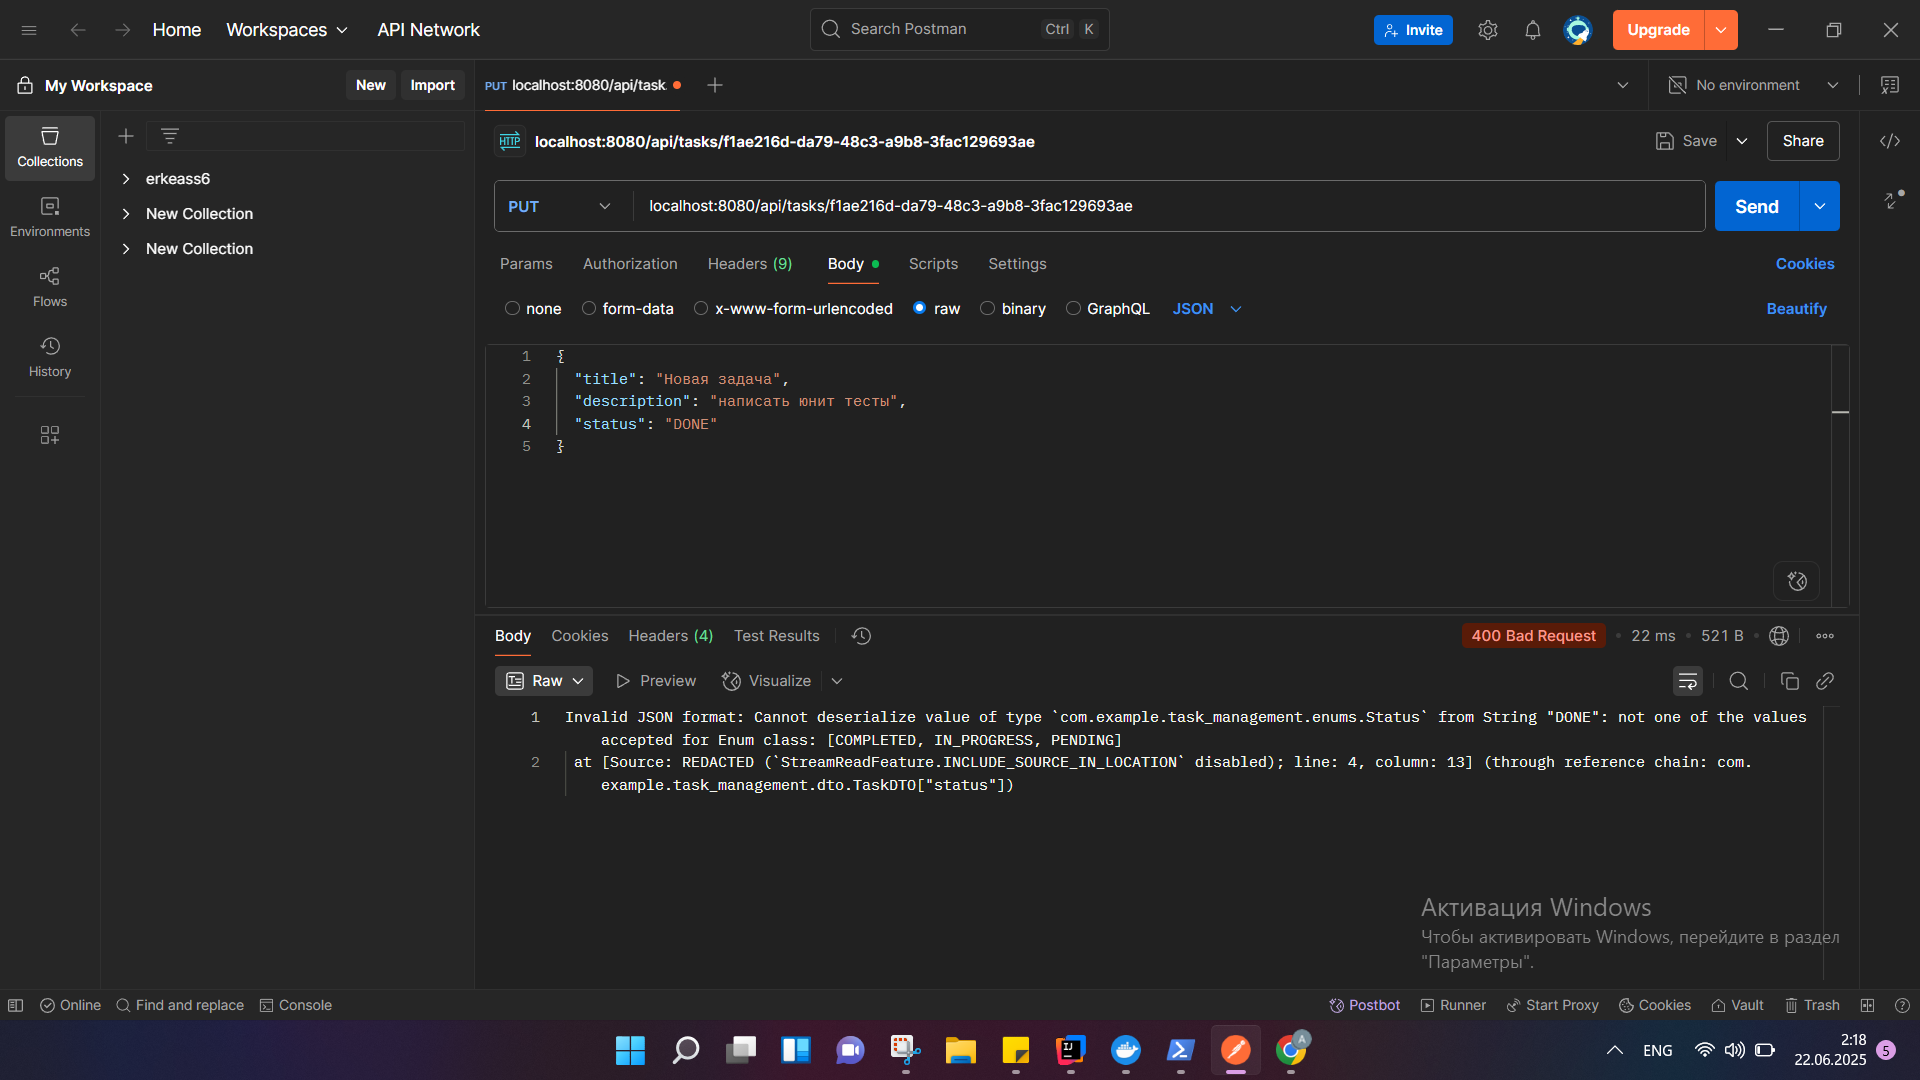 Home
Workspaces
API Network
Search Postman
Ctrl K
Invite
Upgrade
My Workspace
New
Import
PUT localhost:8080/api/task
No environment
Collections
Environments
Flows
History
erkeass6
New Collection
New Collection
HTTP
localhost:8080/api/tasks/f1ae216d-da79-48c3-a9b8-3fac129693ae
Save
Share
PUT
localhost:8080/api/tasks/f1ae216d-da79-48c3-a9b8-3fac129693ae
Send
Params
Authorization
Headers (9)
Body
Scripts
Settings
Cookies
none
form-data
x-www-form-urlencoded
raw
binary
GraphQL
JSON
Beautify
1 {
2 "title": "Новая задача",
3 "description": "написать юнит тесты",
4 "status": "DONE"
5 }
Body
Cookies
Headers (4)
Test Results
400 Bad Request
22 ms
521 B
Raw
Preview
Visualize
1 Invalid JSON format: Cannot deserialize value of type `com.example.task_management.enums.Status` from String "DONE": not one of the values
accepted for Enum class: [COMPLETED, IN_PROGRESS, PENDING]
2 at [Source: REDACTED (`StreamReadFeature.INCLUDE_SOURCE_IN_LOCATION` disabled); line: 4, column: 13] (through reference chain: com.
example.task_management.dto.TaskDTO["status"])
Активация Windows
Чтобы активировать Windows, перейдите в раздел
"Параметры".
Online
Find and replace
Console
Postbot
Runner
Start Proxy
Cookies
Vault
Trash
IJ
A
ENG
2:18
22.06.2025
5